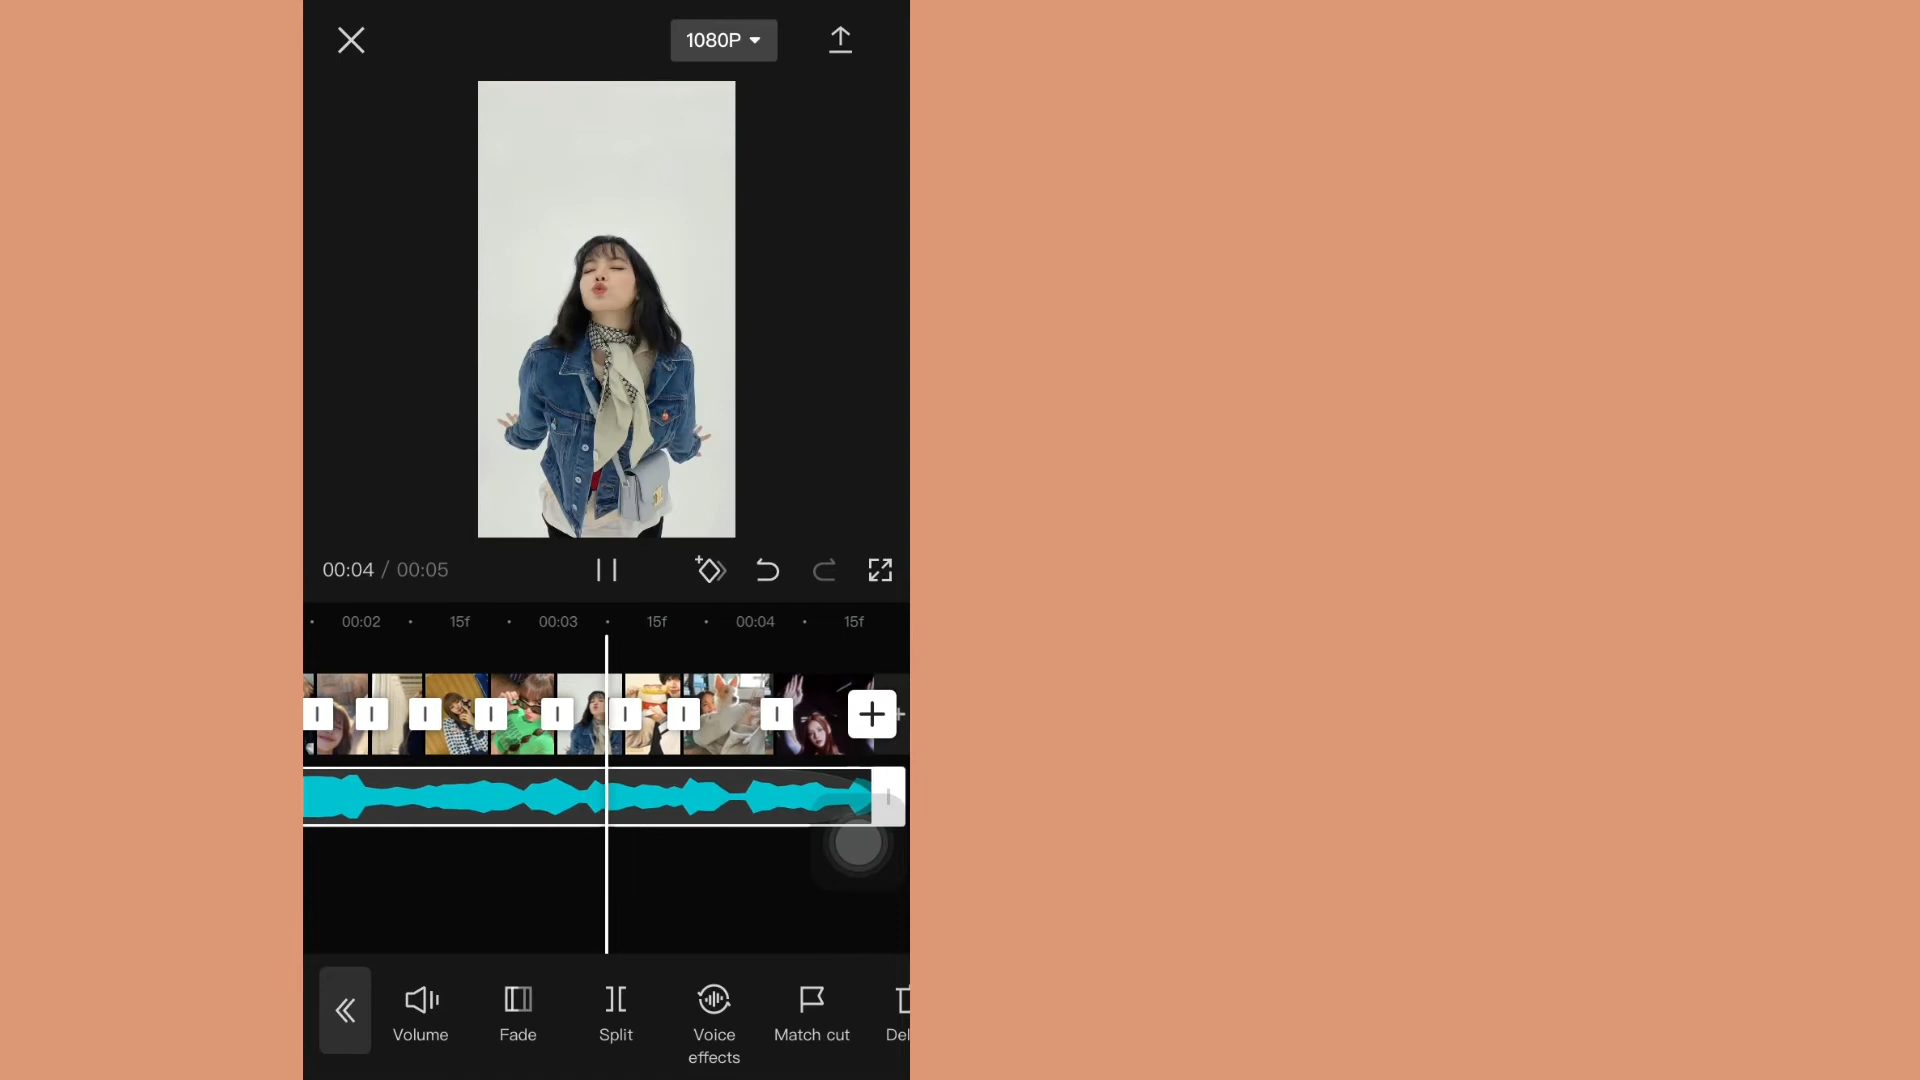 1080P
00:04 / 00:05
00:02 15f 00:03 15f 00:04 15f
Volume
Fade
Split
Voice
effects
Match cut
Del